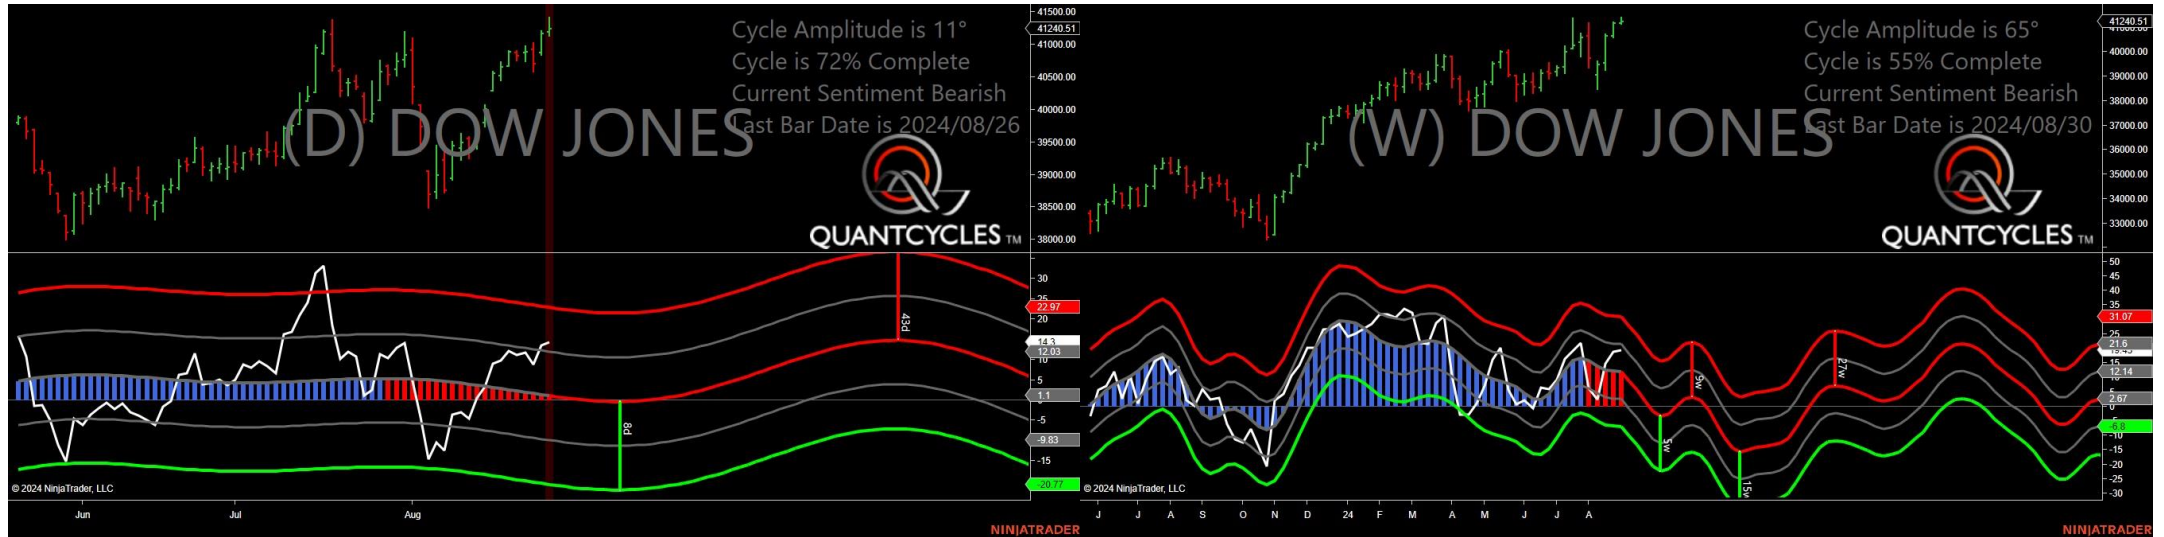 Cycle Amplitude is 11°
Cycle is 72% Complete
Current Sentiment Bearish
Last Bar Date is 2024/08/26
(D) DOW JONES
QUANTCYCLES TM
41500.00
41240.51
41000.00
40500.00
40000.00
39500.00
39000.00
38500.00
38000.00
30
25
22.97
20
14.3
12.03
10
5
1.1
-5
-9.83
-15
-20.77
43d
8d
© 2024 NinjaTrader, LLC
Jun Jul Aug
NINJATRADER
Cycle Amplitude is 65°
Cycle is 55% Complete
Current Sentiment Bearish
Last Bar Date is 2024/08/30
(W) DOW JONES
QUANTCYCLES TM
41240.51
40000.00
39000.00
38000.00
37000.00
36000.00
35000.00
34000.00
33000.00
50
45
40
35
31.07
25
21.6
19.45
12.14
2.67
0
-6.8
-10
-15
-20
-25
-30
9w
27w
5w
15w
© 2024 NinjaTrader, LLC
J J A S O N D 24 F M A M J J A
NINJATRADER